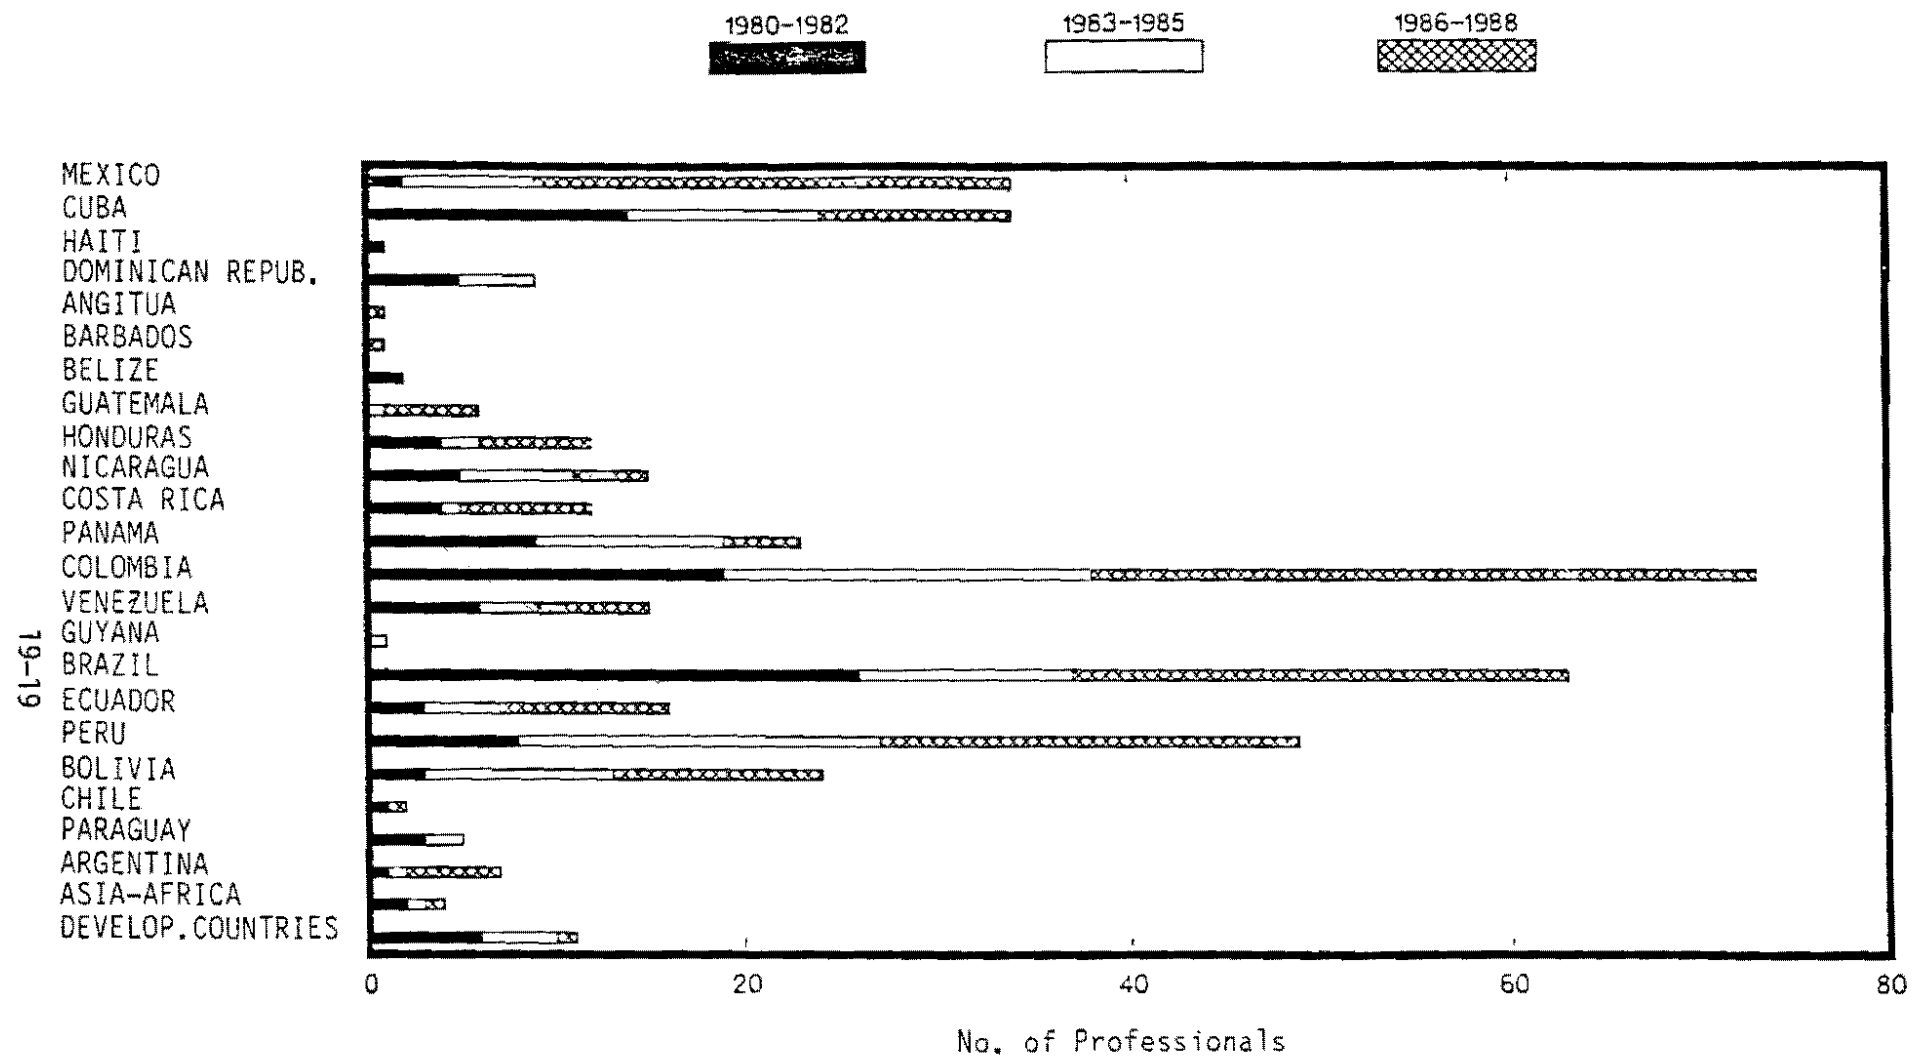 1980-1982 1983-1985 1986-1988
MEXICO
CUBA
HAITI
DOMINICAN REPUB.
ANGITUA
BARBADOS
BELIZE
GUATEMALA
HONDURAS
NICARAGUA
COSTA RICA
PANAMA
COLOMBIA
VENEZUELA
GUYANA
BRAZIL
ECUADOR
PERU
BOLIVIA
CHILE
PARAGUAY
ARGENTINA
ASIA-AFRICA
DEVELOP.COUNTRIES
0 20 40 60 80
No. of Professionals
19-19